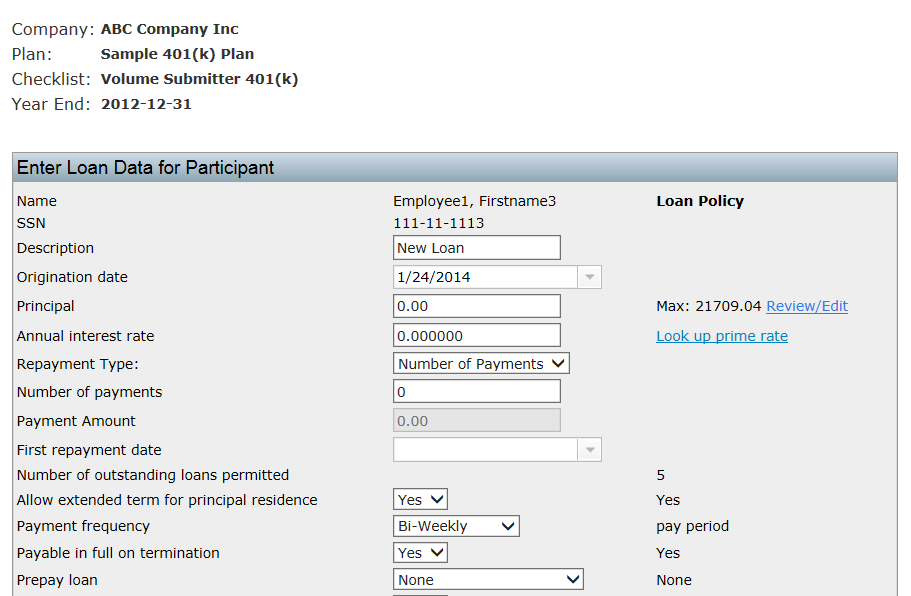 Company: ABC Company Inc
Plan: Sample 401(k) Plan
Checklist: Volume Submitter 401(k)
Year End: 2012-12-31
Enter Loan Data for Participant
Name Employee1, Firstname3 Loan Policy
SSN 111-11-1113
Description New Loan
Origination date 1/24/2014
Principal 0.00 Max: 21709.04 Review/Edit
Annual interest rate 0.000000 Look up prime rate
Repayment Type: Number of Payments
Number of payments 0
Payment Amount 0.00
First repayment date
Number of outstanding loans permitted 5
Allow extended term for principal residence Yes Yes
Payment frequency Bi-Weekly pay period
Payable in full on termination Yes Yes
Prepay loan None None